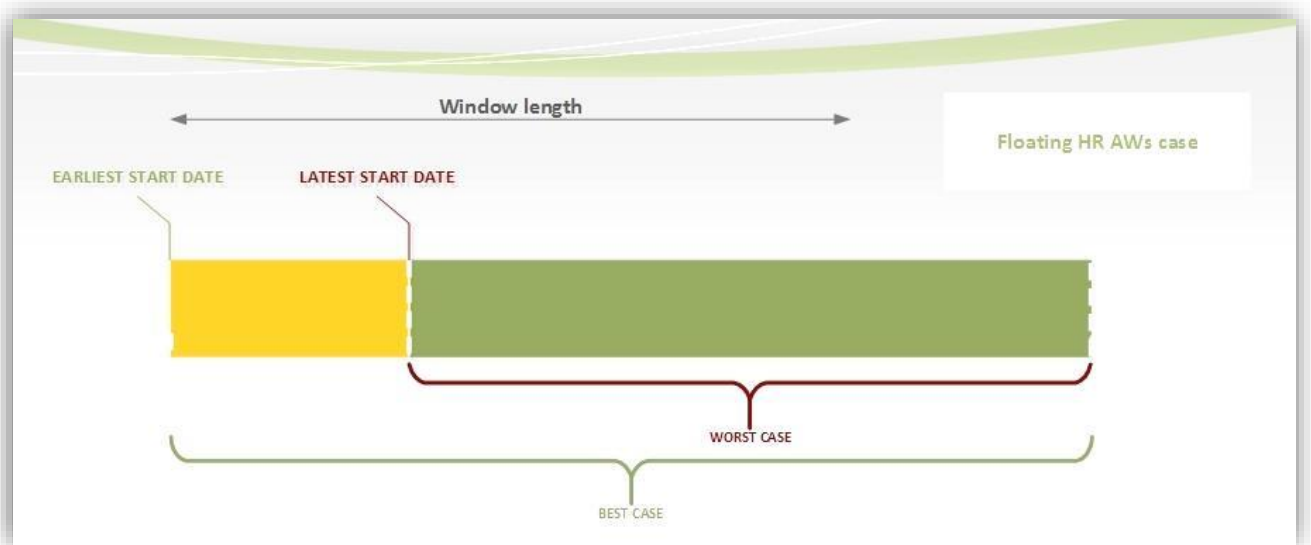 Window length
Floating HR AWs case
EARLIEST START DATE
LATEST START DATE
WORST CASE
BEST CASE